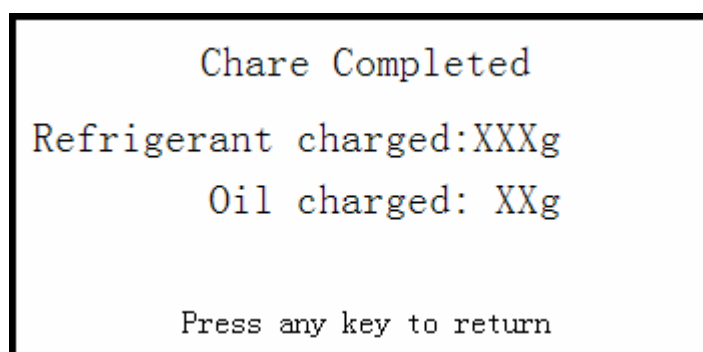 Chare Completed
Refrigerant charged:XXXg
Oil charged: XXg
Press any key to return